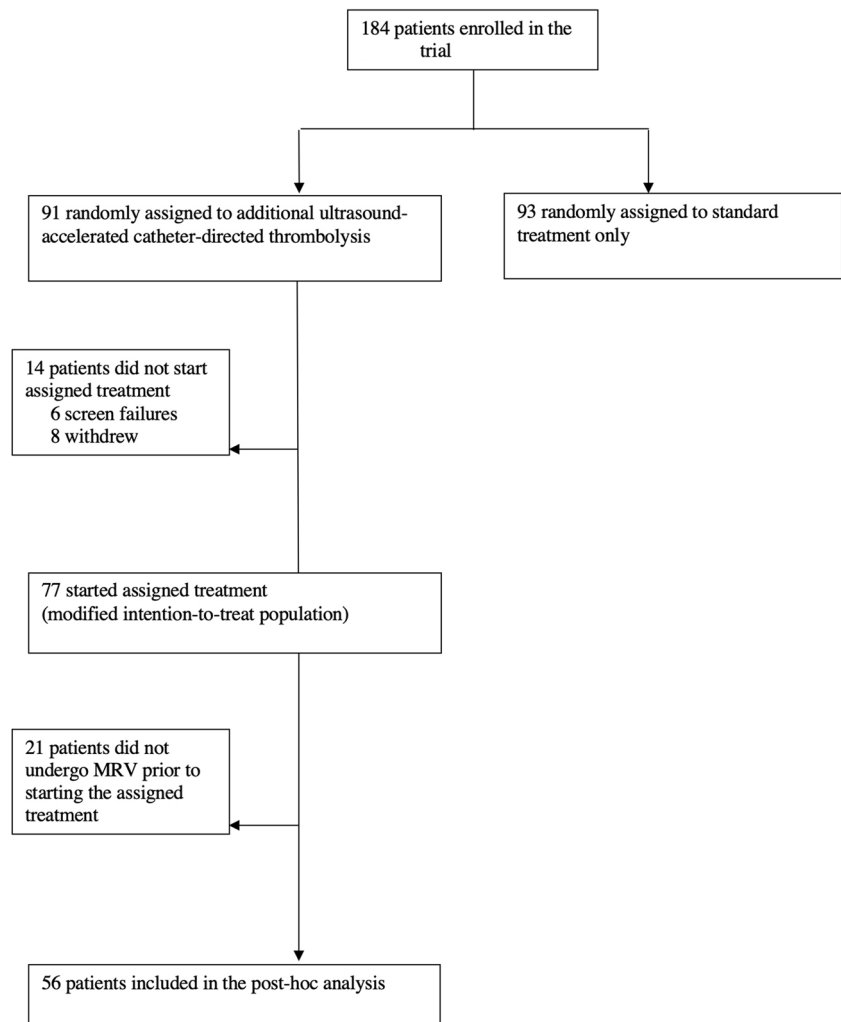 184 patients enrolled in the
trial
91 randomly assigned to additional ultrasound-
accelerated catheter-directed thrombolysis
93 randomly assigned to standard
treatment only
14 patients did not start
assigned treatment
6 screen failures
8 withdrew
77 started assigned treatment
(modified intention-to-treat population)
21 patients did not
undergo MRV prior to
starting the assigned
treatment
56 patients included in the post-hoc analysis